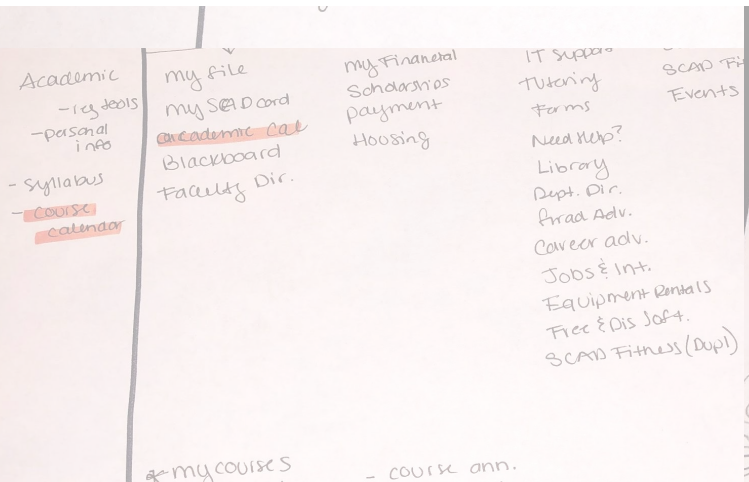 Academic
- reg tools
- personal
info
- Syllabus
- course
calendar
my file
my SCAD card
academic cal
Blackboard
Faculty Dir.
my Financial
Scholarships
payment
Hoosing
IT Support
Tutoring
Forms
Need Help?
Library
Dept. Dir.
Grad Adv.
Career adv.
Jobs & Int.
Equipment Rentals
Free & Dis Soft.
SCAD Fitness (Dupl)
SCAD Fit
Events
* my courses
- course ann.